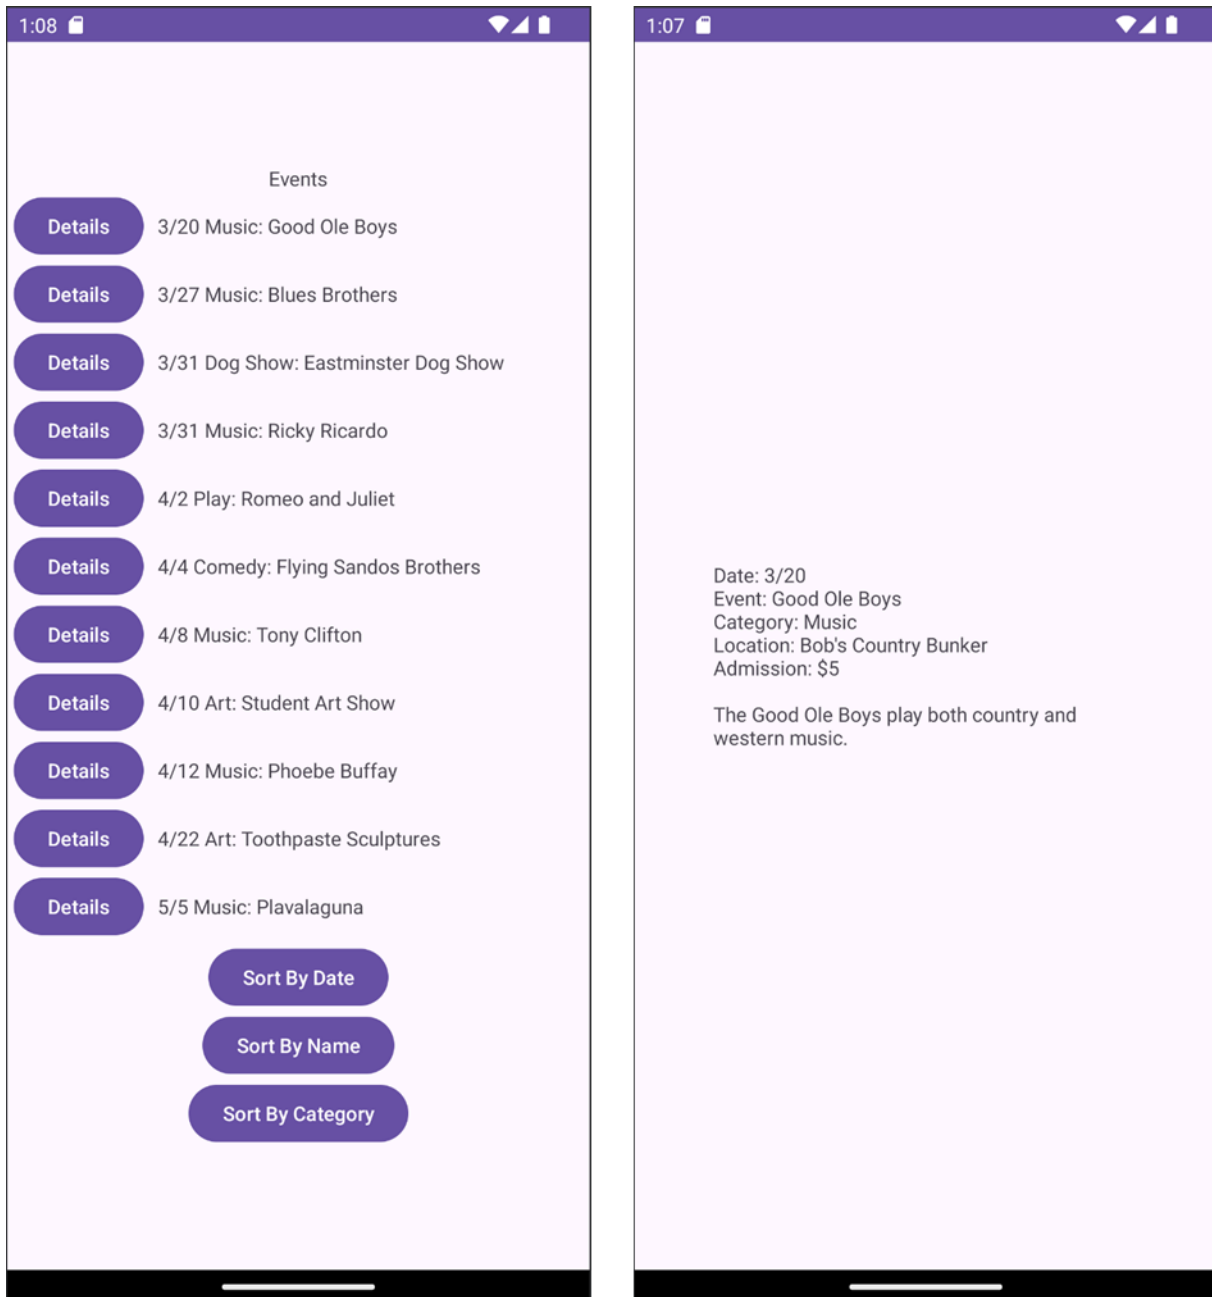 1:08
Events
Details 3/20 Music: Good Ole Boys
Details 3/27 Music: Blues Brothers
Details 3/31 Dog Show: Eastminster Dog Show
Details 3/31 Music: Ricky Ricardo
Details 4/2 Play: Romeo and Juliet
Details 4/4 Comedy: Flying Sandos Brothers
Details 4/8 Music: Tony Clifton
Details 4/10 Art: Student Art Show
Details 4/12 Music: Phoebe Buffay
Details 4/22 Art: Toothpaste Sculptures
Details 5/5 Music: Plavalaguna
Sort By Date
Sort By Name
Sort By Category
1:07
Date: 3/20
Event: Good Ole Boys
Category: Music
Location: Bob's Country Bunker
Admission: $5
The Good Ole Boys play both country and
western music.